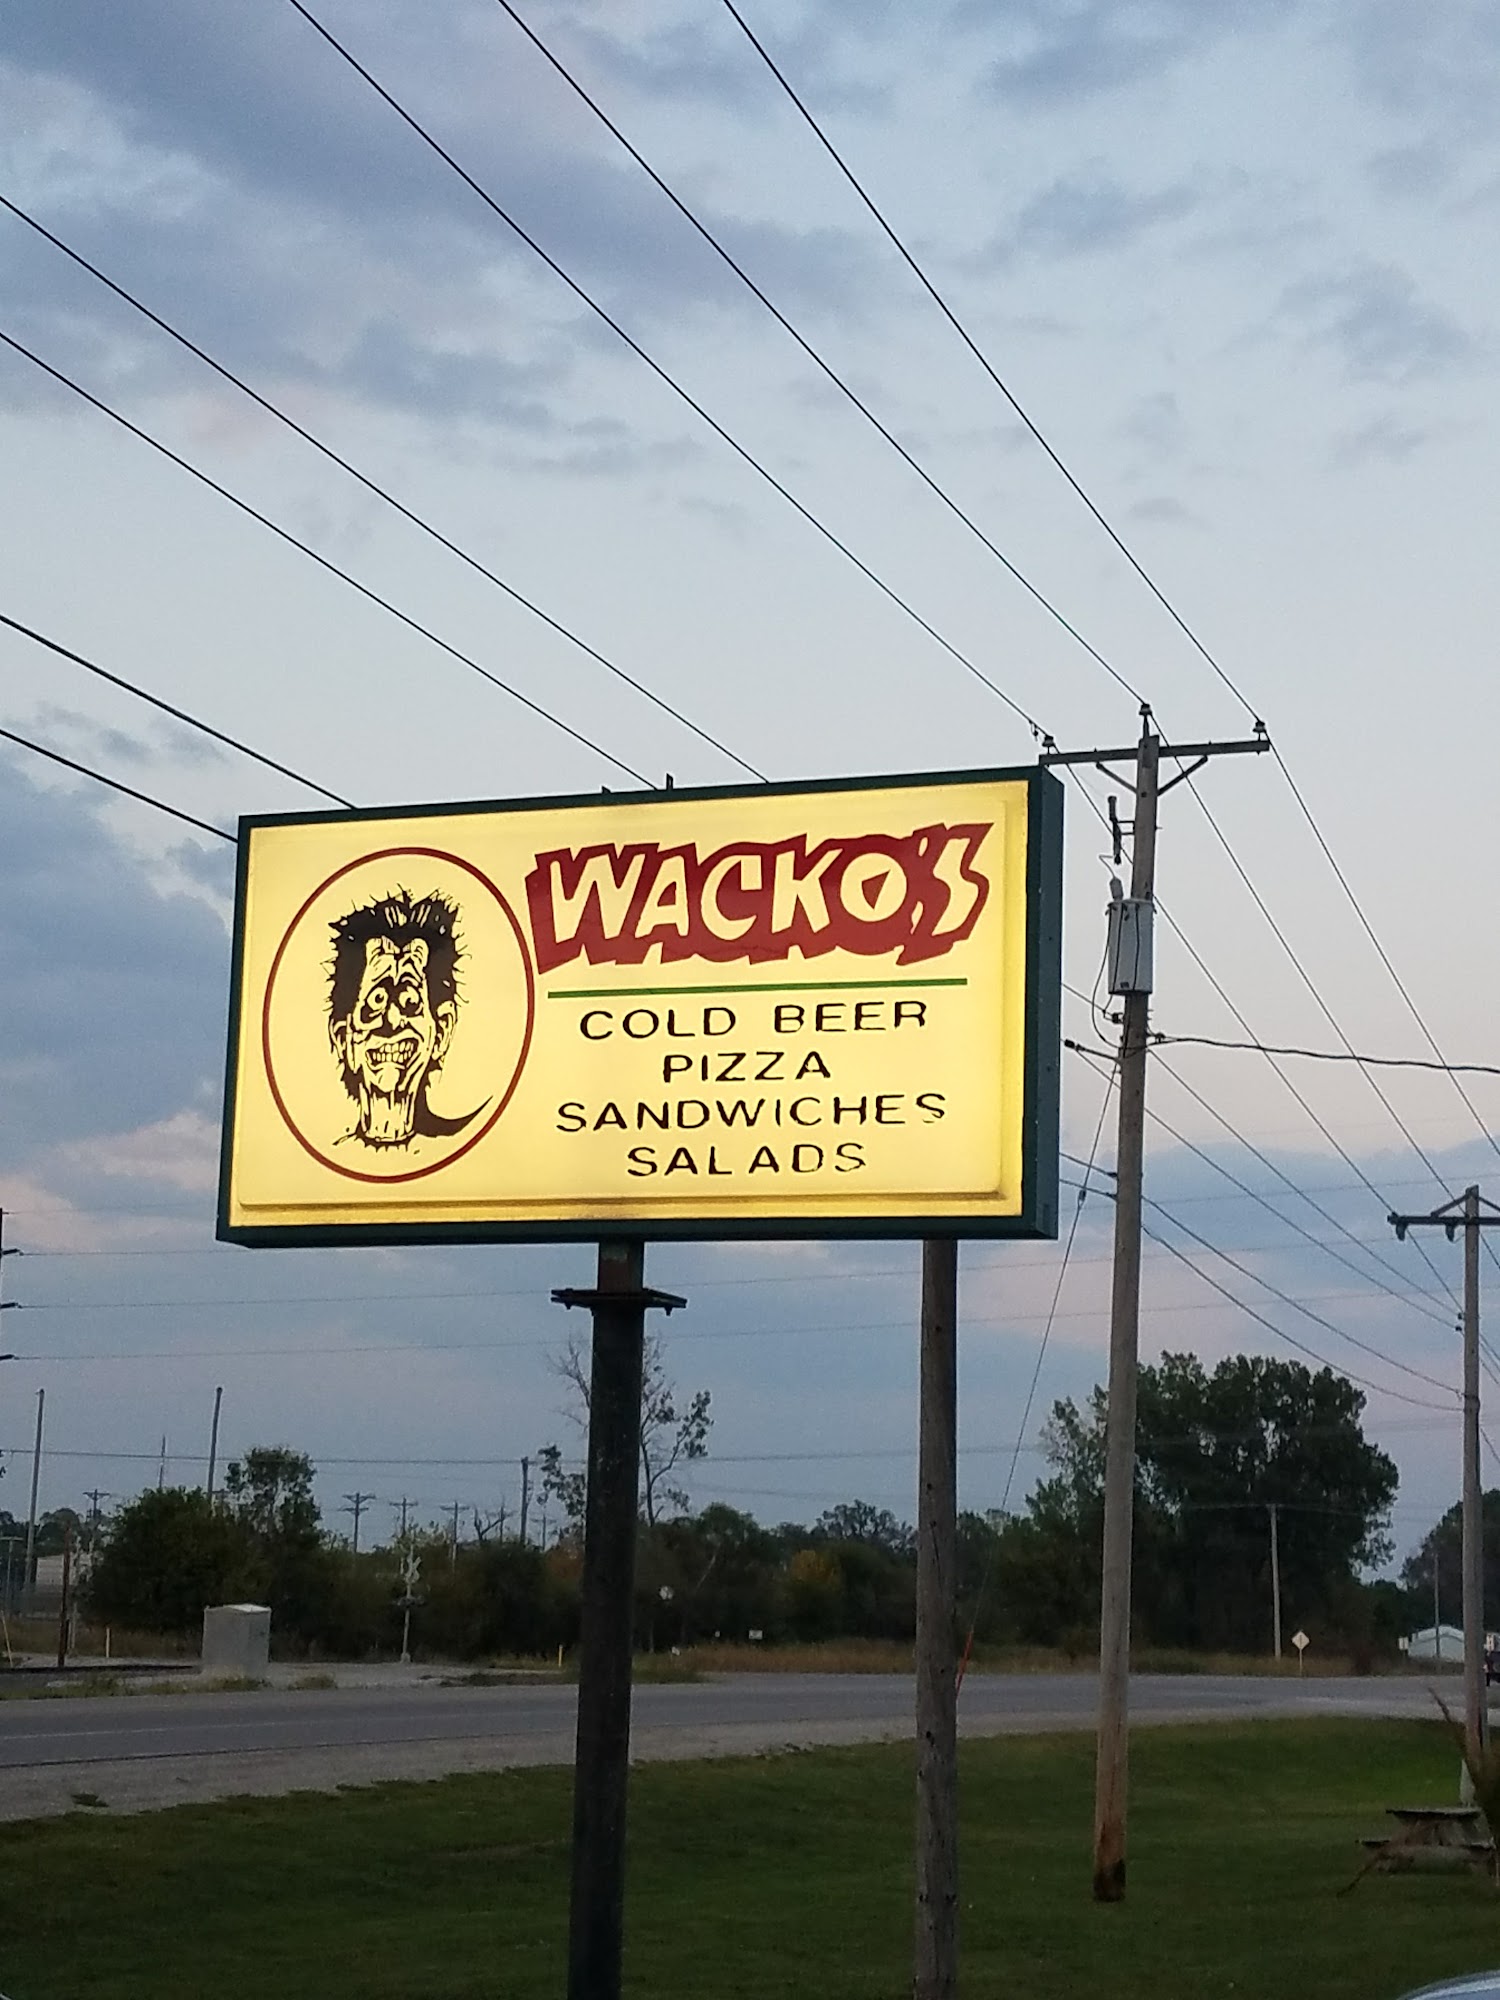 WACKO'S
COLD BEER
PIZZA
SANDWICHES
SALADS